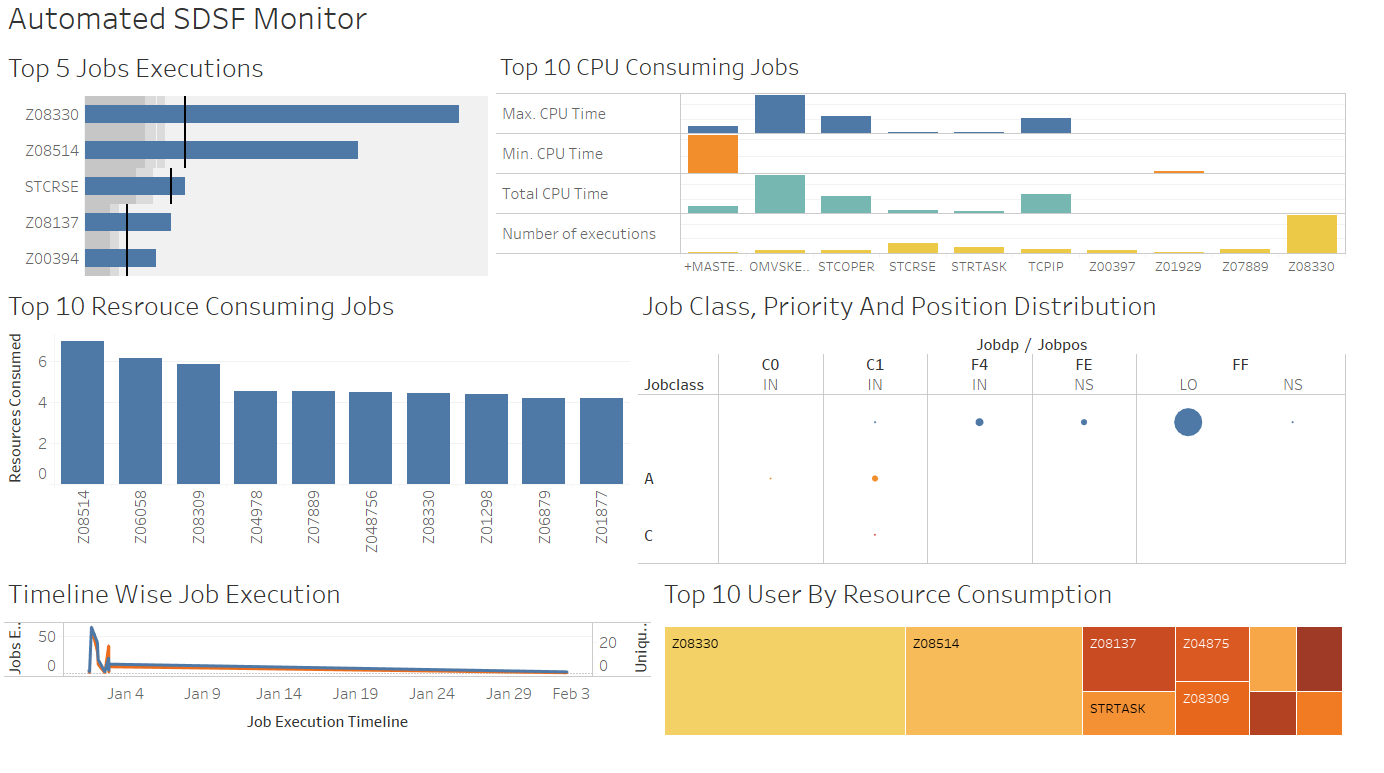 Automated SDSF Monitor
Top 5 Jobs Executions
Z08330
Z08514
STCRSE
Z08137
Z00394
Top 10 CPU Consuming Jobs
Max. CPU Time
Min. CPU Time
Total CPU Time
Number of executions
+MASTE.. OMVSKE.. STCOPER STCRSE STRTASK TCPIP Z00397 Z01929 Z07889 Z08330
Top 10 Resrouce Consuming Jobs
Resources Consumed
6
4
2
0
Z08514 Z06058 Z08309 Z04978 Z07889 Z048756 Z08330 Z01298 Z06879 Z01877
Job Class, Priority And Position Distribution
Jobdp / Jobpos
C0 C1 F4 FE FF
Jobclass IN IN IN NS LO NS
A
C
Timeline Wise Job Execution
Jobs E..
50
0
20
0
Uniqu..
Jan 4 Jan 9 Jan 14 Jan 19 Jan 24 Jan 29 Feb 3
Job Execution Timeline
Top 10 User By Resource Consumption
Z08330 Z08514 Z08137 Z04875
STRTASK Z08309